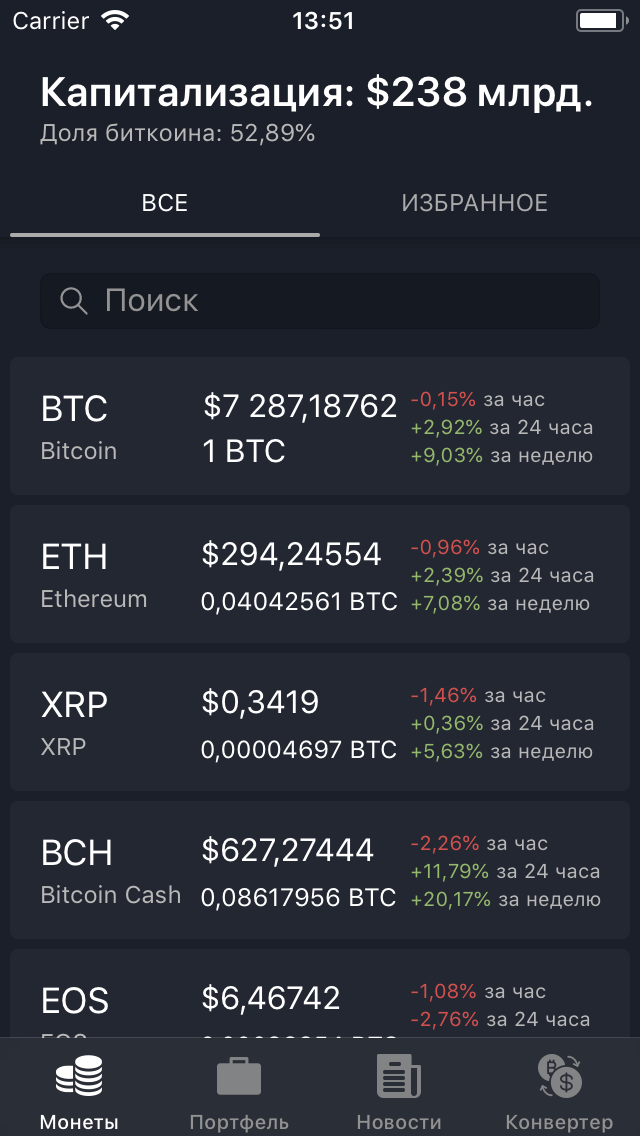 Carrier 13:51
Капитализация: $238 млрд.
Доля биткоина: 52,89%
ВСЕ ИЗБРАННОЕ
Поиск
BTC $7 287,18762 -0,15% за час
+2,92% за 24 часа
Bitcoin 1 BTC +9,03% за неделю
ETH $294,24554 -0,96% за час
+2,39% за 24 часа
Ethereum 0,04042561 BTC +7,08% за неделю
XRP $0,3419 -1,46% за час
+0,36% за 24 часа
XRP 0,00004697 BTC +5,63% за неделю
BCH $627,27444 -2,26% за час
+11,79% за 24 часа
Bitcoin Cash 0,08617956 BTC +20,17% за неделю
EOS $6,46742 -1,08% за час
-2,76% за 24 часа
Монеты Портфель Новости Конвертер